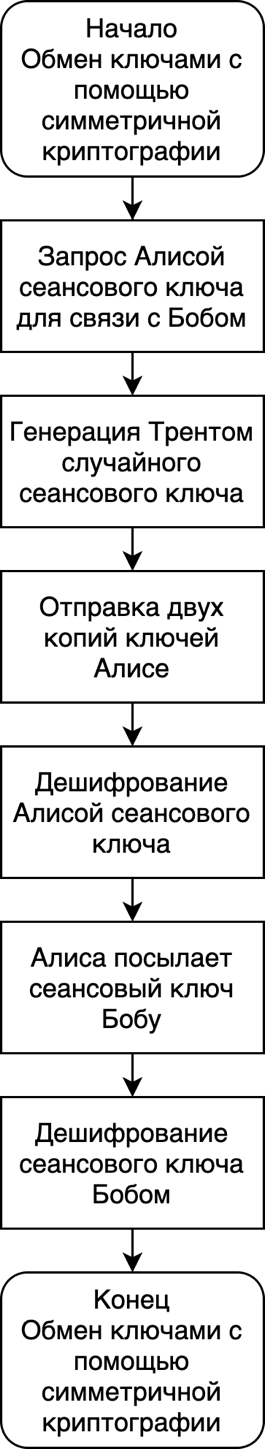 Начало
Обмен ключами с
помощью
симметричной
криптографии
Запрос Алисой
сеансового ключа
для связи с Бобом
Генерация Трентом
случайного
сеансового ключа
Отправка двух
копий ключей
Алисе
Дешифрование
Алисой сеансового
ключа
Алиса посылает
сеансовый ключ
Бобу
Дешифрование
сеансового ключа
Бобом
Конец
Обмен ключами с
помощью
симметричной
криптографии